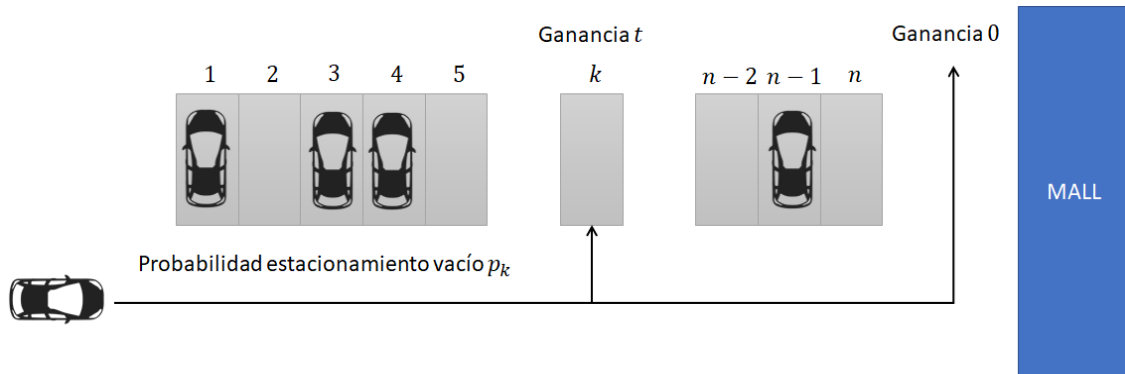 Ganancia t
Ganancia 0
1 2 3 4 5 k n − 2 n − 1 n
MALL
Probabilidad estacionamiento vacío pₖ